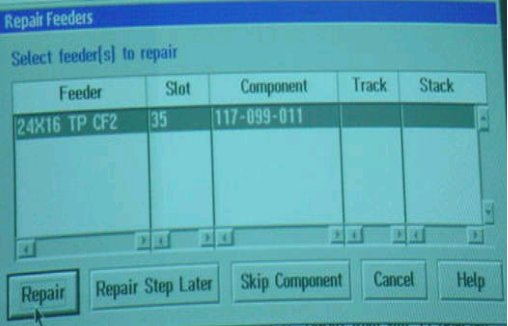 Repair Feeders
Select feeder(s) to repair
Feeder Slot Component Track Stack
24X16 TP CF2 35 117-099-011
Repair Repair Step Later Skip Component Cancel Help